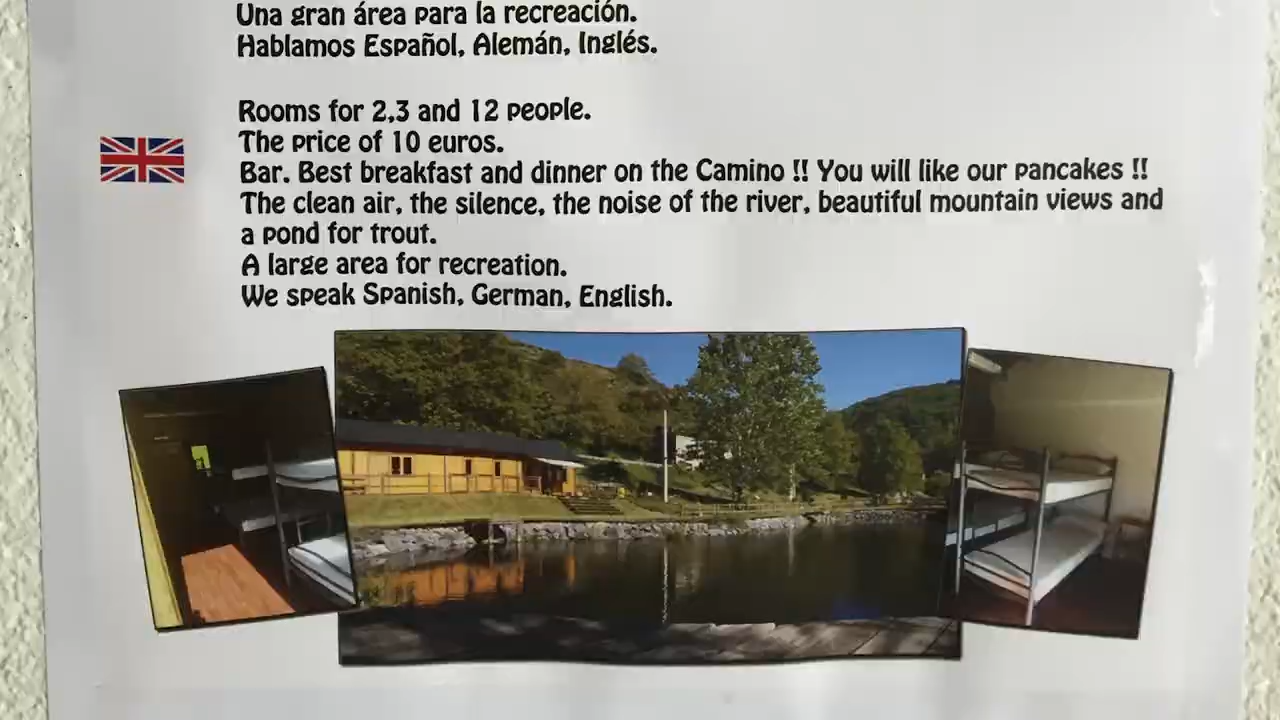 Una gran área para la recreación.
Hablamos Español, Alemán, Inglés.
Rooms for 2,3 and 12 people.
The price of 10 euros.
Bar. Best breakfast and dinner on the Camino !! You will like our pancakes !!
The clean air, the silence, the noise of the river, beautiful mountain views and
a pond for trout.
A large area for recreation.
We speak Spanish, German, English.